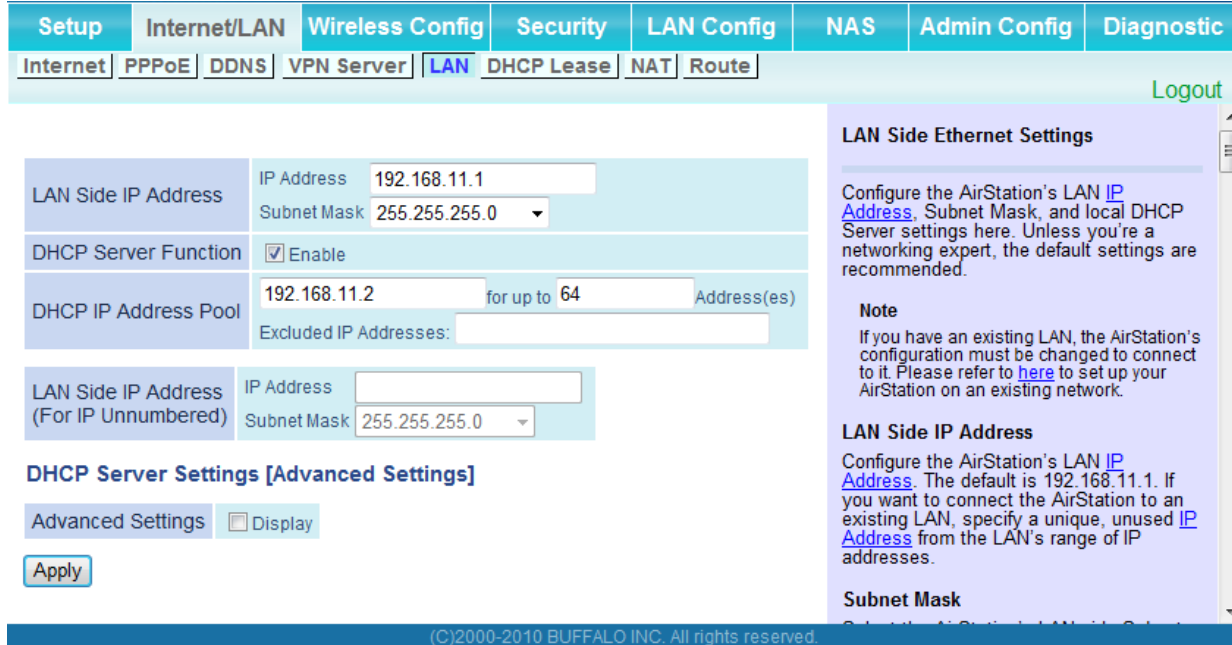 Setup Internet/LAN Wireless Config Security LAN Config NAS Admin Config Diagnostic
Internet PPPoE DDNS VPN Server LAN DHCP Lease NAT Route
Logout
LAN Side IP Address
IP Address 192.168.11.1
Subnet Mask 255.255.255.0
DHCP Server Function Enable
DHCP IP Address Pool
192.168.11.2 for up to 64 Address(es)
Excluded IP Addresses:
LAN Side IP Address
(For IP Unnumbered)
IP Address
Subnet Mask 255.255.255.0
DHCP Server Settings [Advanced Settings]
Advanced Settings Display
Apply
LAN Side Ethernet Settings
Configure the AirStation's LAN IP
Address, Subnet Mask, and local DHCP
Server settings here. Unless you're a
networking expert, the default settings are
recommended.
Note
If you have an existing LAN, the AirStation's
configuration must be changed to connect
to it. Please refer to here to set up your
AirStation on an existing network.
LAN Side IP Address
Configure the AirStation's LAN IP
Address. The default is 192.168.11.1. If
you want to connect the AirStation to an
existing LAN, specify a unique, unused IP
Address from the LAN's range of IP
addresses.
Subnet Mask
(C)2000-2010 BUFFALO INC. All rights reserved.